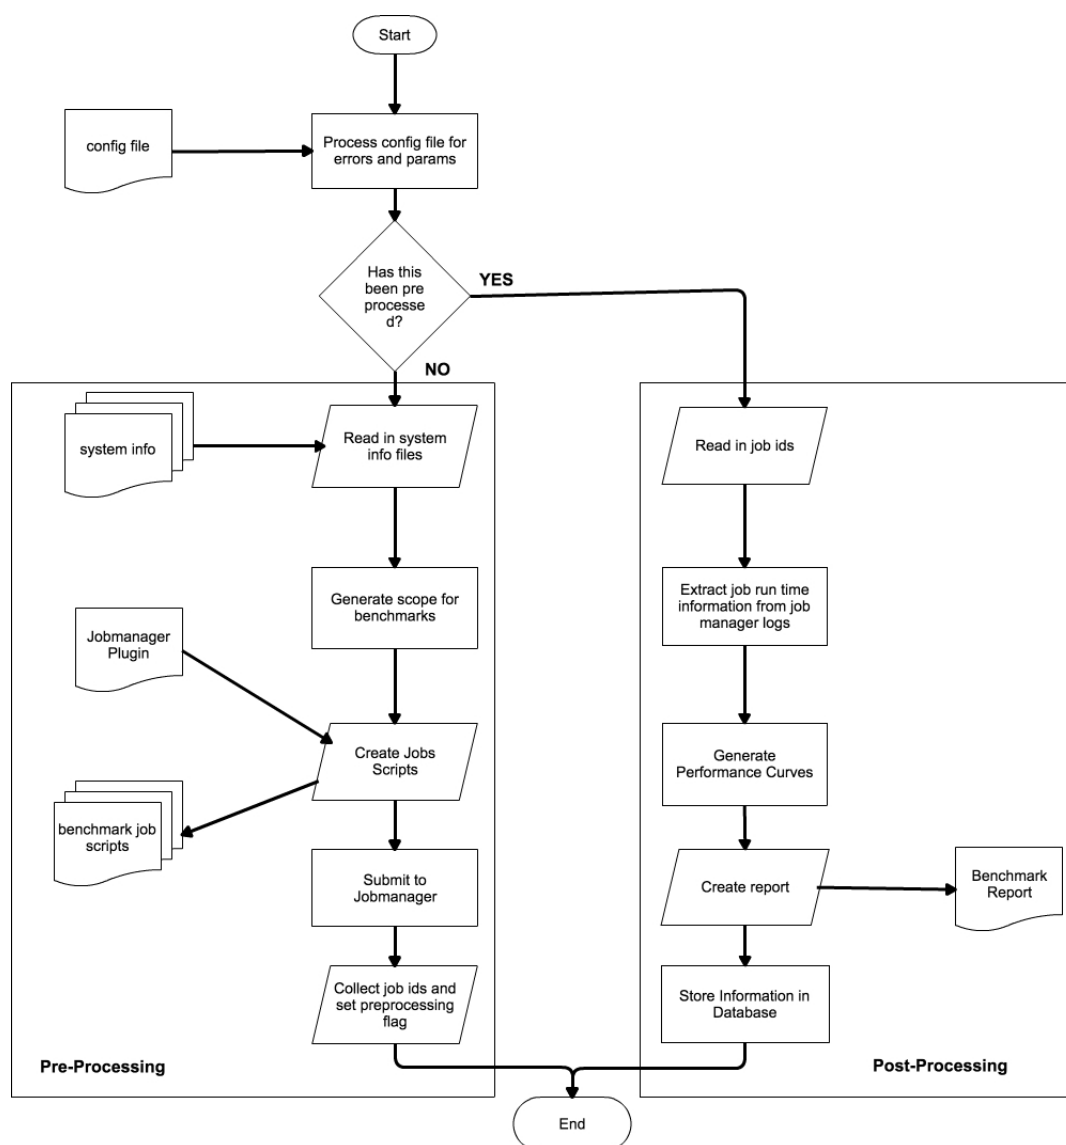 Start
config file
Process config file for
errors and params
Has this
been pre
processe
d?
YES
NO
system info
Read in system
info files
Read in job ids
Generate scope for
benchmarks
Extract job run time
information from job
manager logs
Jobmanager
Plugin
Create Jobs
Scripts
Generate
Performance Curves
benchmark job
scripts
Submit to
Jobmanager
Create report
Benchmark
Report
Collect job ids and
set preprocessing
flag
Store Information in
Database
Pre-Processing
Post-Processing
End